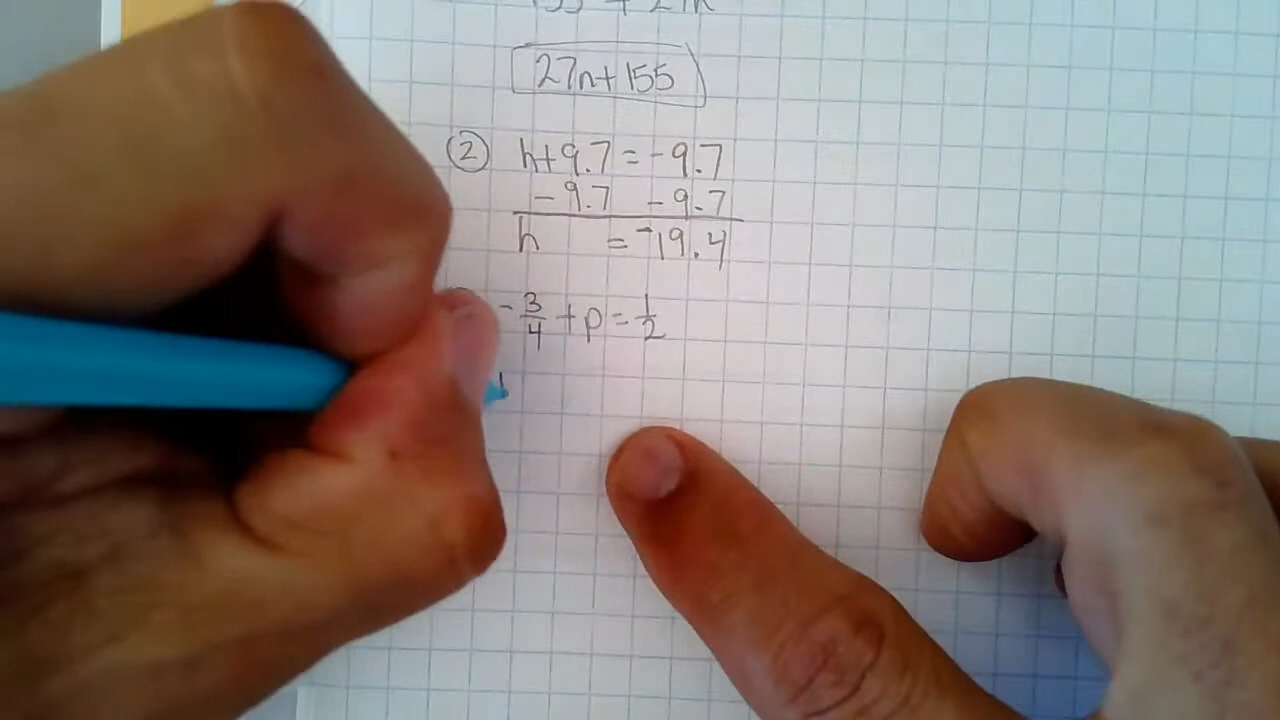 27n+155
② h+9.7=-9.7
-9.7 -9.7
h =-19.4
-3/4+p=1/2